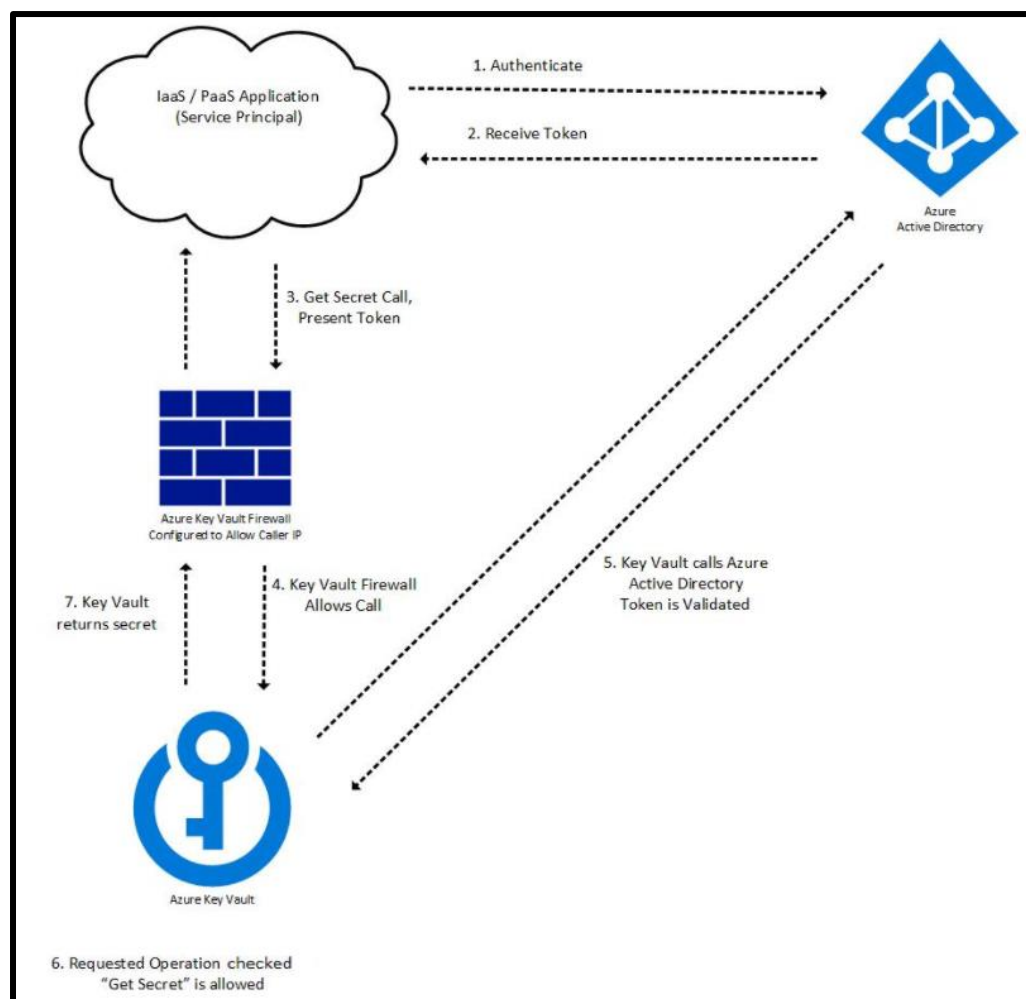 1. Authenticate
IaaS / PaaS Application
(Service Principal)
2. Receive Token
Azure
Active Directory
3. Get Secret Call,
Present Token
Azure Key Vault Firewall
Configured to Allow Caller IP
5. Key Vault calls Azure
Active Directory
Token is Validated
4. Key Vault Firewall
Allows Call
7. Key Vault
returns secret
Azure Key Vault
6. Requested Operation checked
“Get Secret” is allowed